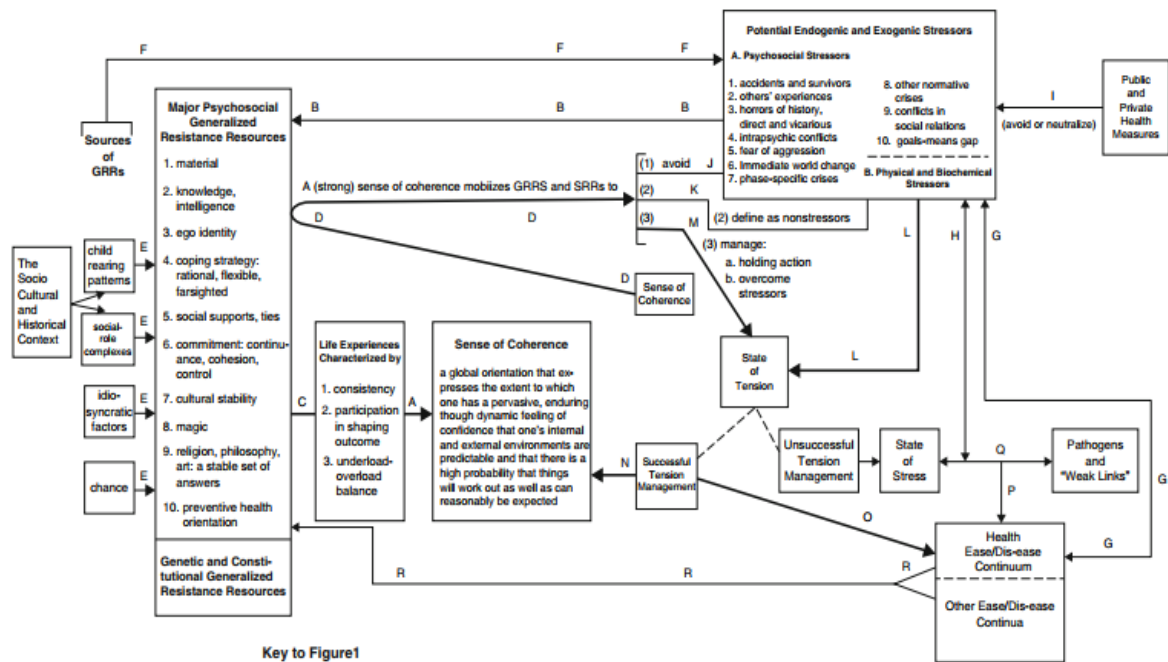 Potential Endogenic and Exogenic Stressors
A. Psychosocial Stressors
1. accidents and survivors
2. others' experiences
3. horrors of history,
direct and vicarious
4. intrapsychic conflicts
5. fear of aggression
6. Immediate world change
7. phase-specific crises
8. other normative
crises
9. conflicts in
social relations
10. goals-means gap
B. Physical and Biochemical
Stressors
Public
and
Private
Health
Measures
I
(avoid or neutralize)
F
F
F
B
B
B
Sources
of
GRRs
Major Psychosocial
Generalized
Resistance Resources
1. material
2. knowledge,
intelligence
3. ego identity
4. coping strategy:
rational, flexible,
farsighted
5. social supports, ties
6. commitment: continu-
ance, cohesion,
control
7. cultural stability
8. magic
9. religion, philosophy,
art: a stable set of
answers
10. preventive health
orientation
Genetic and Consti-
tutional Generalized
Resistance Resources
The
Socio
Cultural
and
Historical
Context
child
rearing
patterns
E
social-
role
complexes
E
idio-
syncratic
factors
E
chance
E
A (strong) sense of coherence mobiizes GRRS and SRRs to
D
D
D
(1) avoid J
(2) K
(3) M
(2) define as nonstressors
(3) manage:
a. holding action
b. overcome
stressors
Sense of
Coherence
L
H
G
C
Life Experiences
Characterized by
1. consistency
2. participation
in shaping
outcome
3. underload-
overload
balance
A
Sense of Coherence
a global orientation that ex-
presses the extent to which
one has a pervasive, enduring
though dynamic feeling of
confidence that one's internal
and external environments are
predictable and that there is a
high probability that things
will work out as well as can
reasonably be expected
State
of
Tension
L
N
Successful
Tension
Management
Unsuccessful
Tension
Management
State
of
Stress
Q
P
Pathogens
and
"Weak Links"
G
O
G
Health
Ease/Dis-ease
Continuum
Other Ease/Dis-ease
Continua
R
R
R
Key to Figure1